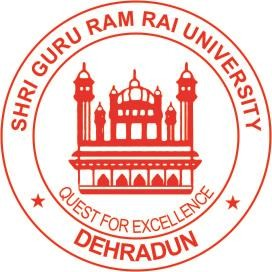 SHRI GURU RAM RAI UNIVERSITY
QUEST FOR EXCELLENCE
DEHRADUN